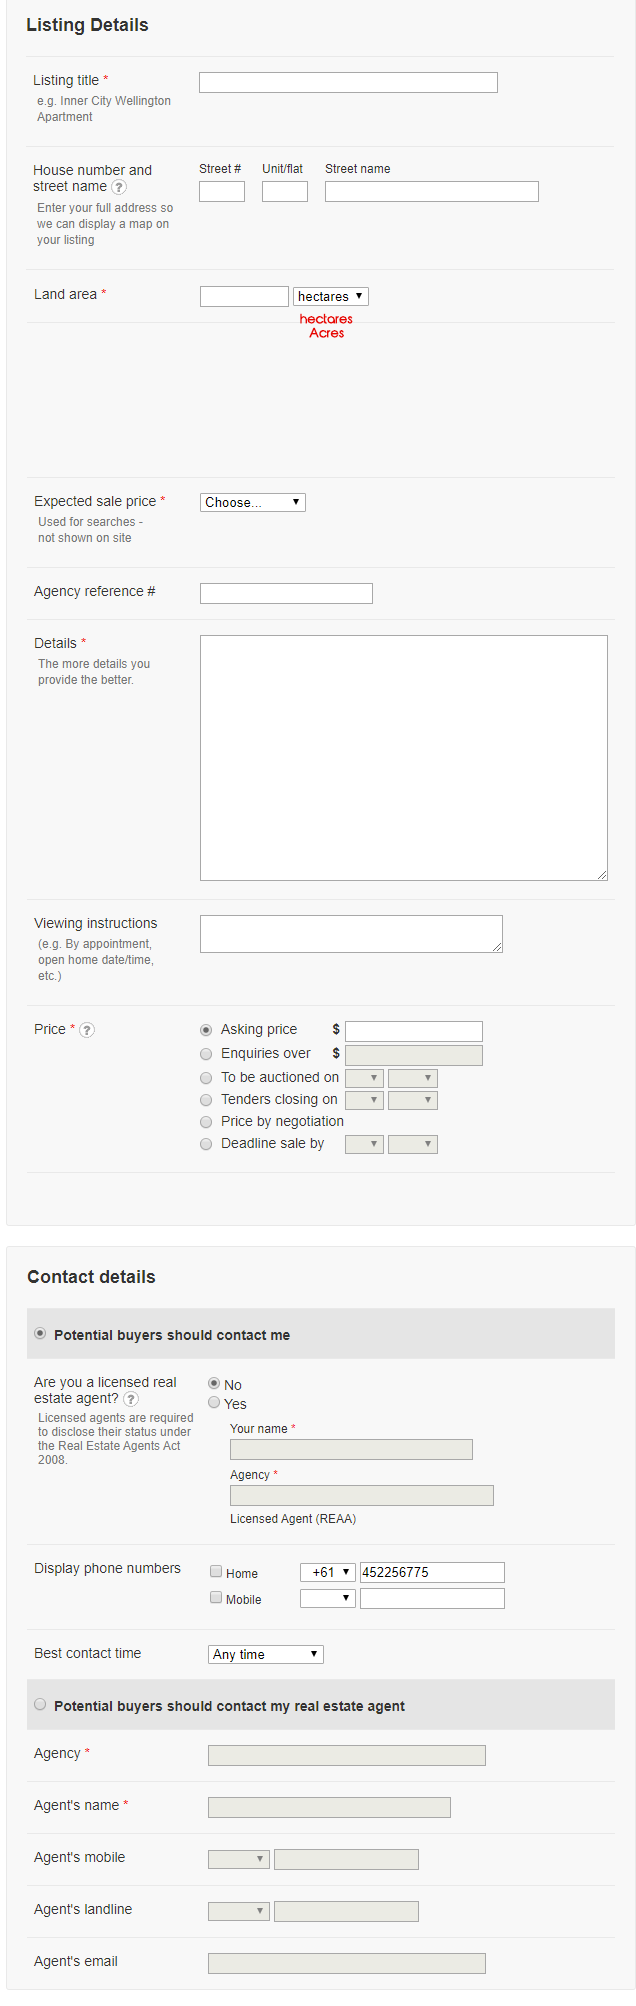 Listing Details
Listing title *
e.g. Inner City Wellington
Apartment
House number and
street name ?
Enter your full address so
we can display a map on
your listing
Street # Unit/flat Street name
Land area * hectares
hectares
Acres
Expected sale price * Choose...
Used for searches -
not shown on site
Agency reference #
Details *
The more details you
provide the better.
Viewing instructions
(e.g. By appointment,
open home date/time,
etc.)
Price * ?
Asking price $
Enquiries over $
To be auctioned on
Tenders closing on
Price by negotiation
Deadline sale by
Contact details
Potential buyers should contact me
Are you a licensed real
estate agent? ?
Licensed agents are required
to disclose their status under
the Real Estate Agents Act
2008.
No
Yes
Your name *
Agency *
Licensed Agent (REAA)
Display phone numbers
Home +61 452256775
Mobile
Best contact time Any time
Potential buyers should contact my real estate agent
Agency *
Agent's name *
Agent's mobile
Agent's landline
Agent's email